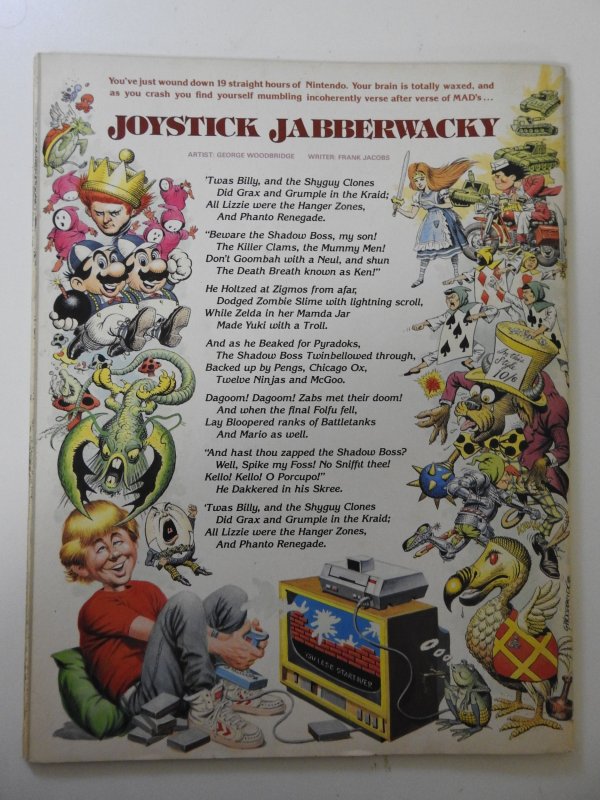 You've just wound down 19 straight hours of Nintendo. Your brain is totally waxed, and
as you crash you find yourself mumbling incoherently verse after verse of MAD's...
JOYSTICK JABBERWACKY
ARTIST: GEORGE WOODBRIDGE WRITER: FRANK JACOBS
'Twas Billy, and the Shyguy Clones
Did Grax and Grumple in the Kraid;
All Lizzie were the Hanger Zones,
And Phanto Renegade.
"Beware the Shadow Boss, my son!
The Killer Clams, the Mummy Men!
Don't Goombah with a Neul, and shun
The Death Breath known as Ken!"
He Holtzed at Zigmos from afar,
Dodged Zombie Slime with lightning scroll,
While Zelda in her Mamda Jar
Made Yuki with a Troll.
And as he Beaked for Pyradoks,
The Shadow Boss Twinbellowed through,
Backed up by Pengs, Chicago Ox,
Twelve Ninjas and McGoo.
Dagoom! Dagoom! Zabs met their doom!
And when the final Folfu fell,
Lay Bloopered ranks of Battletanks
And Mario as well.
"And hast thou zapped the Shadow Boss?
Well, Spike my Foss! No Sniffit thee!
Kello! Kello! O Porcupo!"
He Dakkered in his Skree.
'Twas Billy, and the Shyguy Clones
Did Grax and Grumple in the Kraid;
All Lizzie were the Hanger Zones,
And Phanto Renegade.
In this
Style
10/6
YOU LOSE START OVER
G WOODBRIDGE